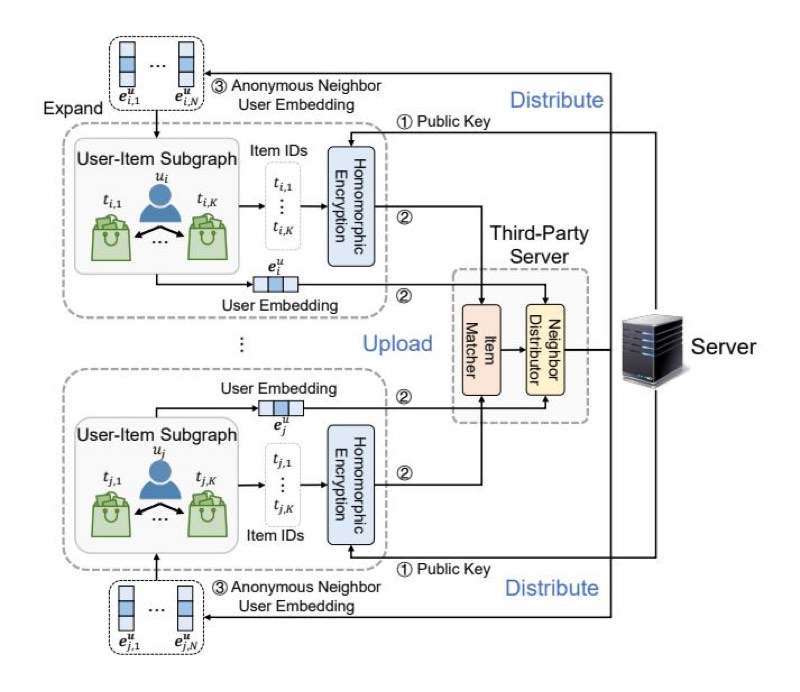 e^u_{i,1} ... e^u_{i,N}
③ Anonymous Neighbor
User Embedding
Distribute
Expand
① Public Key
User-Item Subgraph
u_i
t_{i,1}
t_{i,K}
...
Item IDs
t_{i,1}
⋮
t_{i,K}
Homomorphic
Encryption
②
e^u_i
User Embedding
②
Third-Party
Server
Item
Matcher
Neighbor
Distributor
Server
⋮
Upload
User Embedding
e^u_j
②
User-Item Subgraph
u_j
t_{j,1}
t_{j,K}
...
t_{j,1}
⋮
t_{j,K}
Item IDs
Homomorphic
Encryption
②
① Public Key
③ Anonymous Neighbor
User Embedding
Distribute
e^u_{j,1} ... e^u_{j,N}